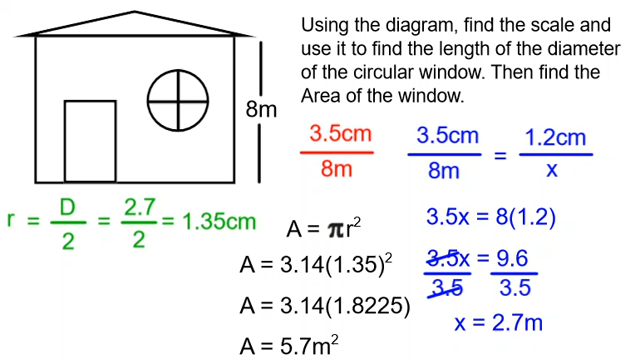 Using the diagram, find the scale and
use it to find the length of the diameter
of the circular window. Then find the
Area of the window.
8m
3.5cm
8m
3.5cm / 8m = 1.2cm / x
3.5x = 8(1.2)
3.5x / 3.5 = 9.6 / 3.5
x = 2.7m
r = D / 2 = 2.7 / 2 = 1.35cm
A = πr²
A = 3.14(1.35)²
A = 3.14(1.8225)
A = 5.7m²